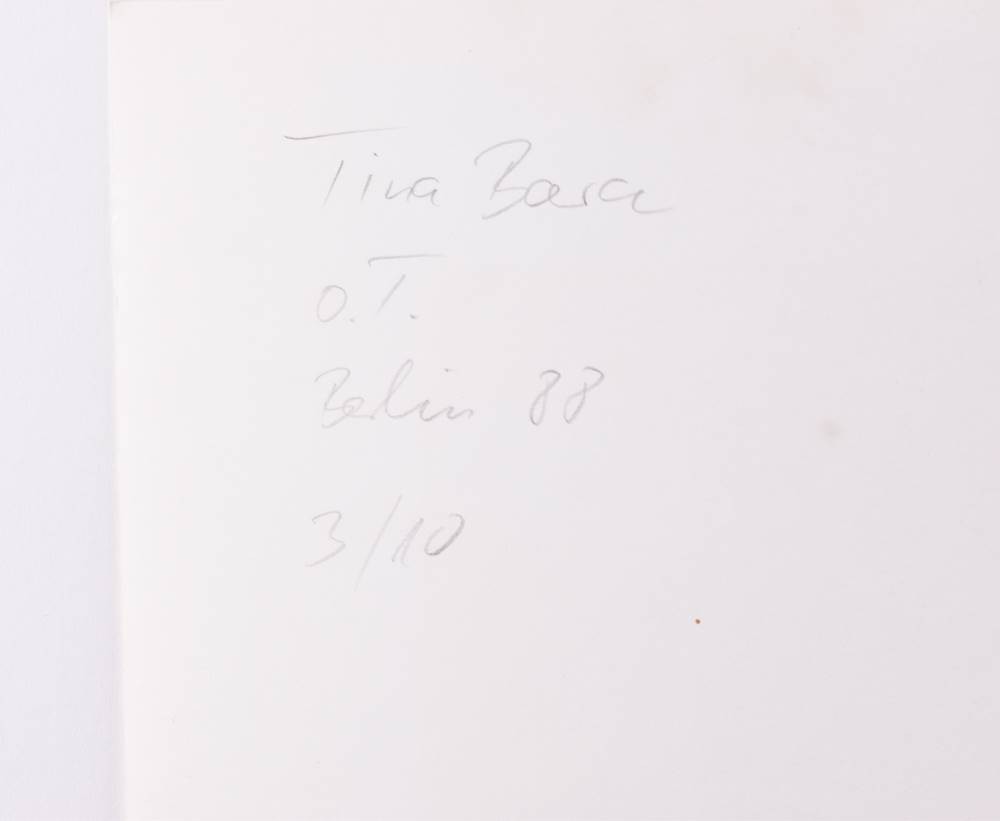 Tina Bara
O.T.
Berlin 88
3/10